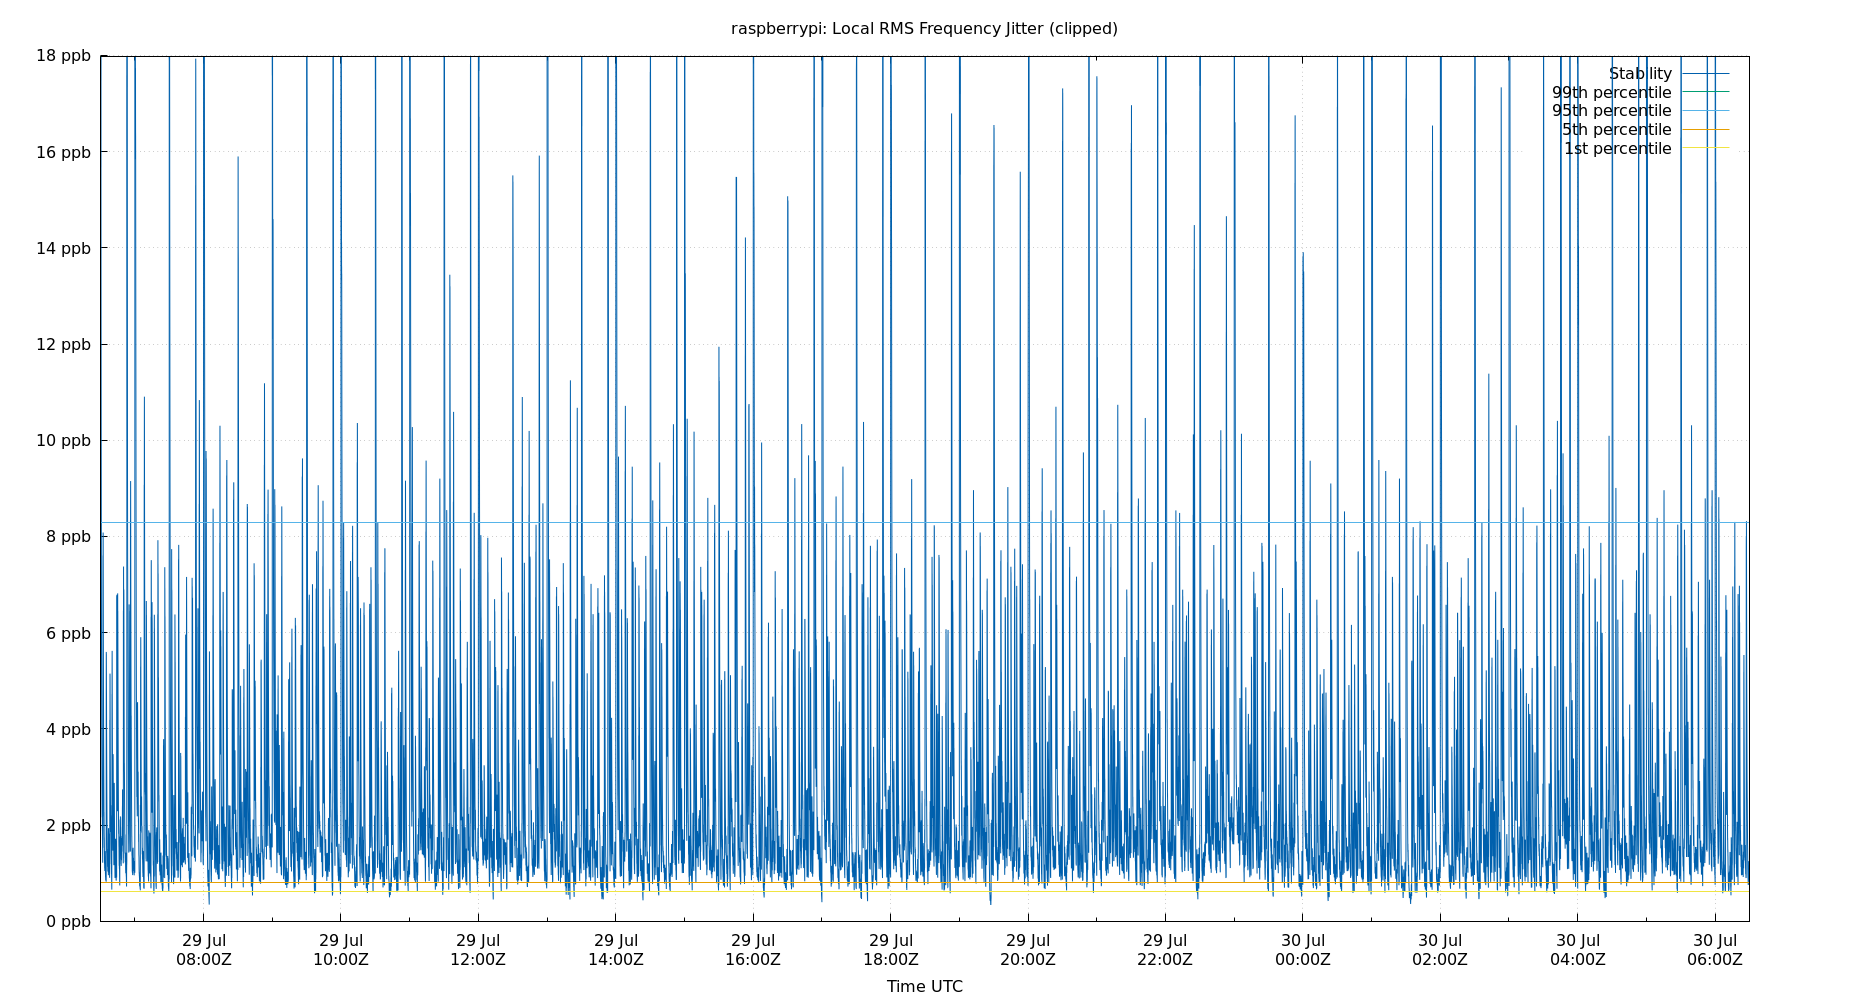 raspberrypi: Local RMS Frequency Jitter (clipped)
18 ppb
16 ppb
14 ppb
12 ppb
10 ppb
8 ppb
6 ppb
4 ppb
2 ppb
0 ppb
Stability
99th percentile
95th percentile
5th percentile
1st percentile
29 Jul
08:00Z
29 Jul
10:00Z
29 Jul
12:00Z
29 Jul
14:00Z
29 Jul
16:00Z
29 Jul
18:00Z
29 Jul
20:00Z
29 Jul
22:00Z
30 Jul
00:00Z
30 Jul
02:00Z
30 Jul
04:00Z
30 Jul
06:00Z
Time UTC